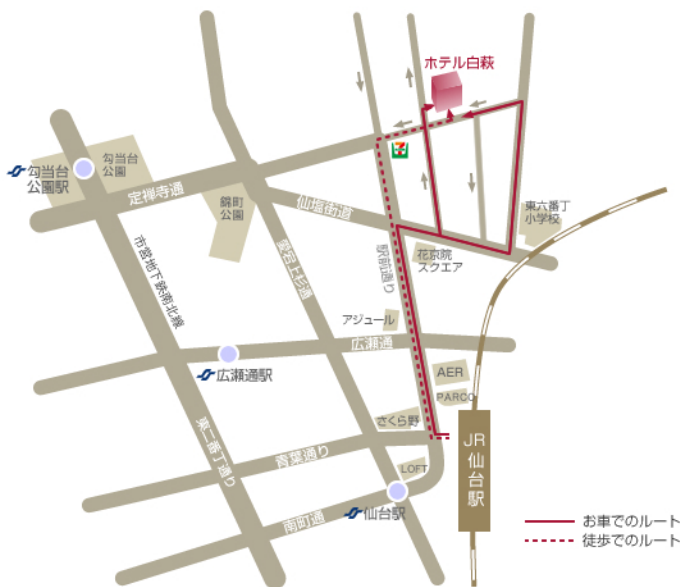 ホテル白萩
勾当台
公園駅
勾当台
公園
定禅寺通
錦町
公園
仙塩街道
東六番丁
小学校
花京院
スクエア
駅前通り
愛宕上杉通
市営地下鉄南北線
アジュール
広瀬通
広瀬通駅
AER
PARCO
さくら野
JR仙台駅
青葉通り
東二番丁通り
LOFT
南町通
仙台駅
お車でのルート
徒歩でのルート
7